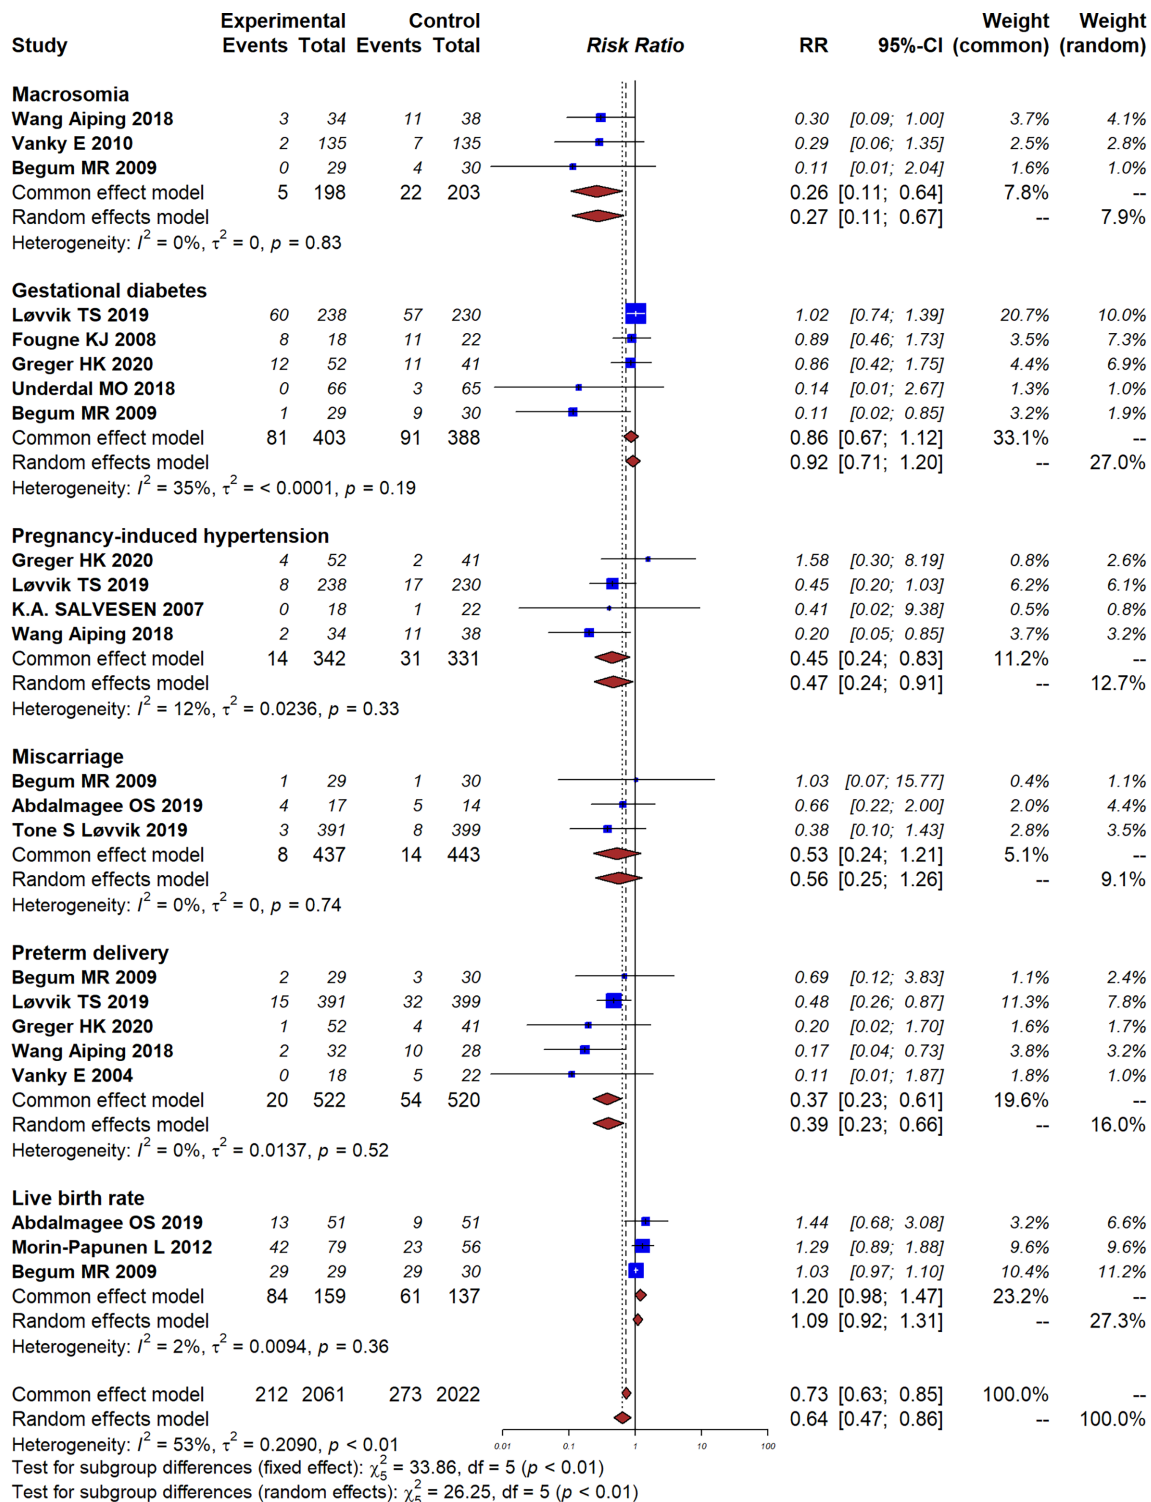 Experimental Control Weight Weight
Study Events Total Events Total Risk Ratio RR 95%-CI (common) (random)
Macrosomia
Wang Aiping 2018 3 34 11 38 0.30 [0.09; 1.00] 3.7% 4.1%
Vanky E 2010 2 135 7 135 0.29 [0.06; 1.35] 2.5% 2.8%
Begum MR 2009 0 29 4 30 0.11 [0.01; 2.04] 1.6% 1.0%
Common effect model 5 198 22 203 0.26 [0.11; 0.64] 7.8% --
Random effects model 0.27 [0.11; 0.67] -- 7.9%
Heterogeneity: I² = 0%, τ² = 0, p = 0.83
Gestational diabetes
Løvvik TS 2019 60 238 57 230 1.02 [0.74; 1.39] 20.7% 10.0%
Fougne KJ 2008 8 18 11 22 0.89 [0.46; 1.73] 3.5% 7.3%
Greger HK 2020 12 52 11 41 0.86 [0.42; 1.75] 4.4% 6.9%
Underdal MO 2018 0 66 3 65 0.14 [0.01; 2.67] 1.3% 1.0%
Begum MR 2009 1 29 9 30 0.11 [0.02; 0.85] 3.2% 1.9%
Common effect model 81 403 91 388 0.86 [0.67; 1.12] 33.1% --
Random effects model 0.92 [0.71; 1.20] -- 27.0%
Heterogeneity: I² = 35%, τ² = < 0.0001, p = 0.19
Pregnancy-induced hypertension
Greger HK 2020 4 52 2 41 1.58 [0.30; 8.19] 0.8% 2.6%
Løvvik TS 2019 8 238 17 230 0.45 [0.20; 1.03] 6.2% 6.1%
K.A. SALVESEN 2007 0 18 1 22 0.41 [0.02; 9.38] 0.5% 0.8%
Wang Aiping 2018 2 34 11 38 0.20 [0.05; 0.85] 3.7% 3.2%
Common effect model 14 342 31 331 0.45 [0.24; 0.83] 11.2% --
Random effects model 0.47 [0.24; 0.91] -- 12.7%
Heterogeneity: I² = 12%, τ² = 0.0236, p = 0.33
Miscarriage
Begum MR 2009 1 29 1 30 1.03 [0.07; 15.77] 0.4% 1.1%
Abdalmagee OS 2019 4 17 5 14 0.66 [0.22; 2.00] 2.0% 4.4%
Tone S Løvvik 2019 3 391 8 399 0.38 [0.10; 1.43] 2.8% 3.5%
Common effect model 8 437 14 443 0.53 [0.24; 1.21] 5.1% --
Random effects model 0.56 [0.25; 1.26] -- 9.1%
Heterogeneity: I² = 0%, τ² = 0, p = 0.74
Preterm delivery
Begum MR 2009 2 29 3 30 0.69 [0.12; 3.83] 1.1% 2.4%
Løvvik TS 2019 15 391 32 399 0.48 [0.26; 0.87] 11.3% 7.8%
Greger HK 2020 1 52 4 41 0.20 [0.02; 1.70] 1.6% 1.7%
Wang Aiping 2018 2 32 10 28 0.17 [0.04; 0.73] 3.8% 3.2%
Vanky E 2004 0 18 5 22 0.11 [0.01; 1.87] 1.8% 1.0%
Common effect model 20 522 54 520 0.37 [0.23; 0.61] 19.6% --
Random effects model 0.39 [0.23; 0.66] -- 16.0%
Heterogeneity: I² = 0%, τ² = 0.0137, p = 0.52
Live birth rate
Abdalmagee OS 2019 13 51 9 51 1.44 [0.68; 3.08] 3.2% 6.6%
Morin-Papunen L 2012 42 79 23 56 1.29 [0.89; 1.88] 9.6% 9.6%
Begum MR 2009 29 29 29 30 1.03 [0.97; 1.10] 10.4% 11.2%
Common effect model 84 159 61 137 1.20 [0.98; 1.47] 23.2% --
Random effects model 1.09 [0.92; 1.31] -- 27.3%
Heterogeneity: I² = 2%, τ² = 0.0094, p = 0.36
Common effect model 212 2061 273 2022 0.73 [0.63; 0.85] 100.0% --
Random effects model 0.64 [0.47; 0.86] -- 100.0%
Heterogeneity: I² = 53%, τ² = 0.2090, p < 0.01
0.01 0.1 1 10 100
Test for subgroup differences (fixed effect): χ²₅ = 33.86, df = 5 (p < 0.01)
Test for subgroup differences (random effects): χ²₅ = 26.25, df = 5 (p < 0.01)